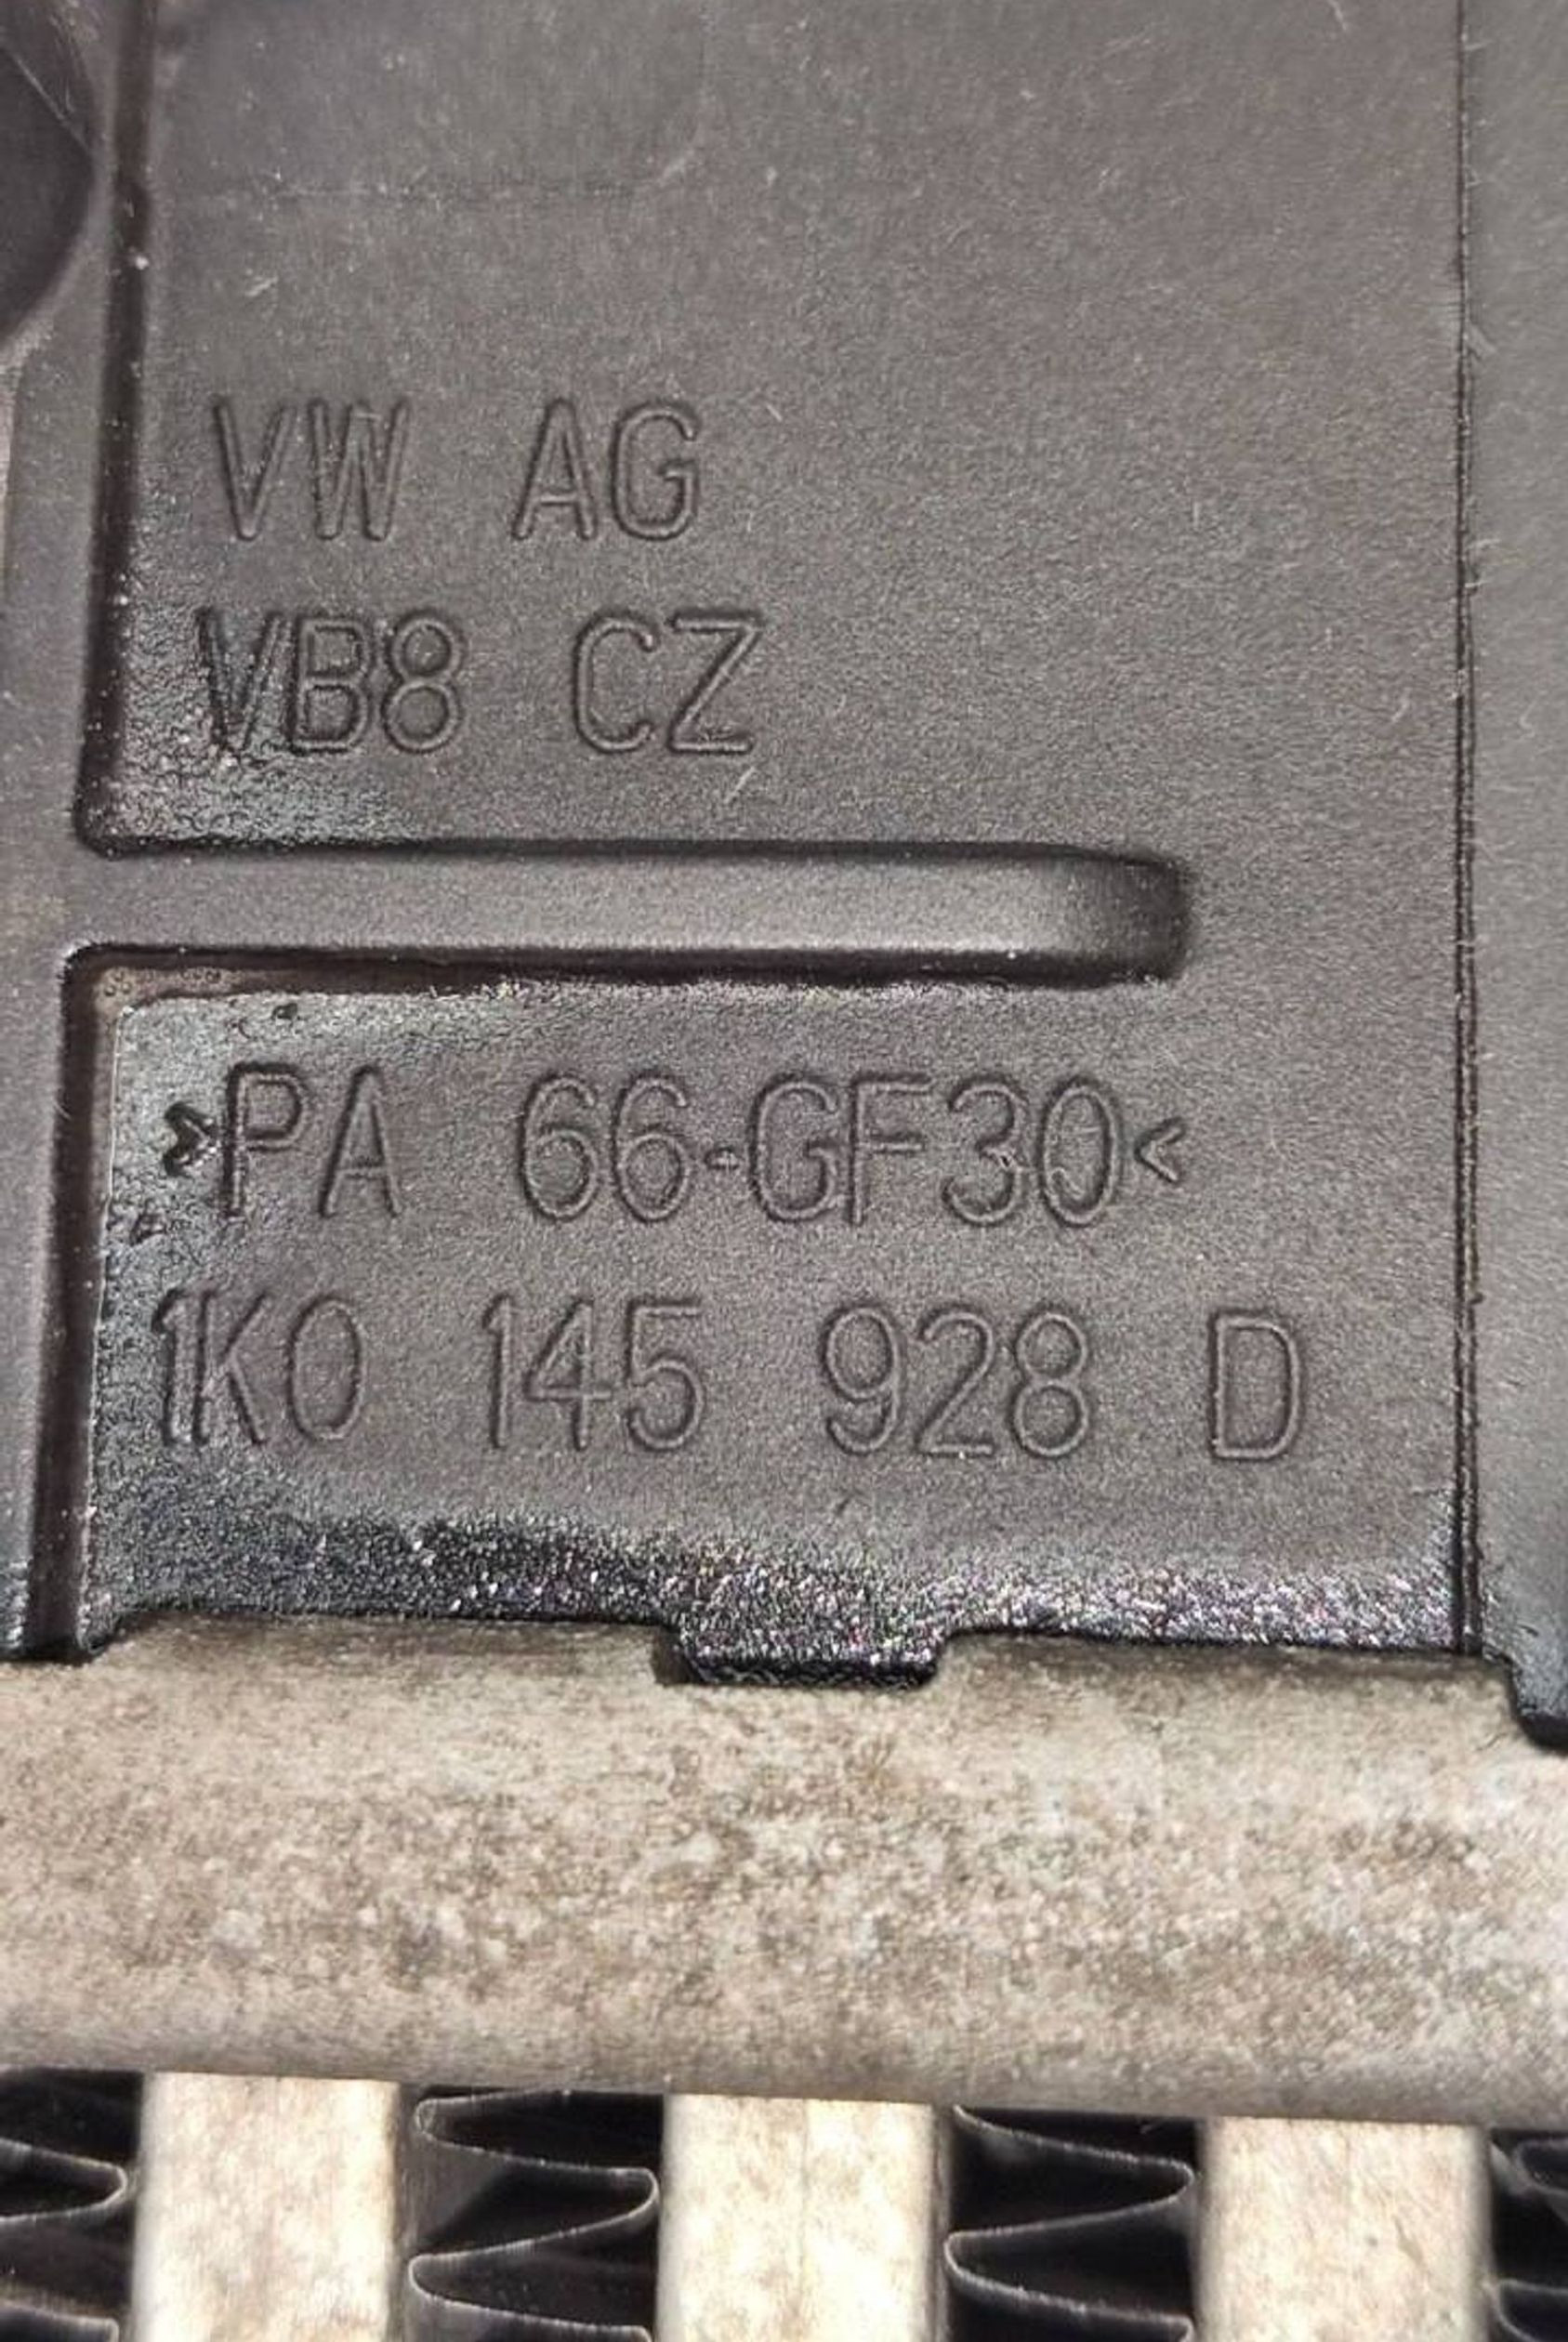 VW AG
VB8 CZ
>PA 66-GF30<
1K0 145 928 D